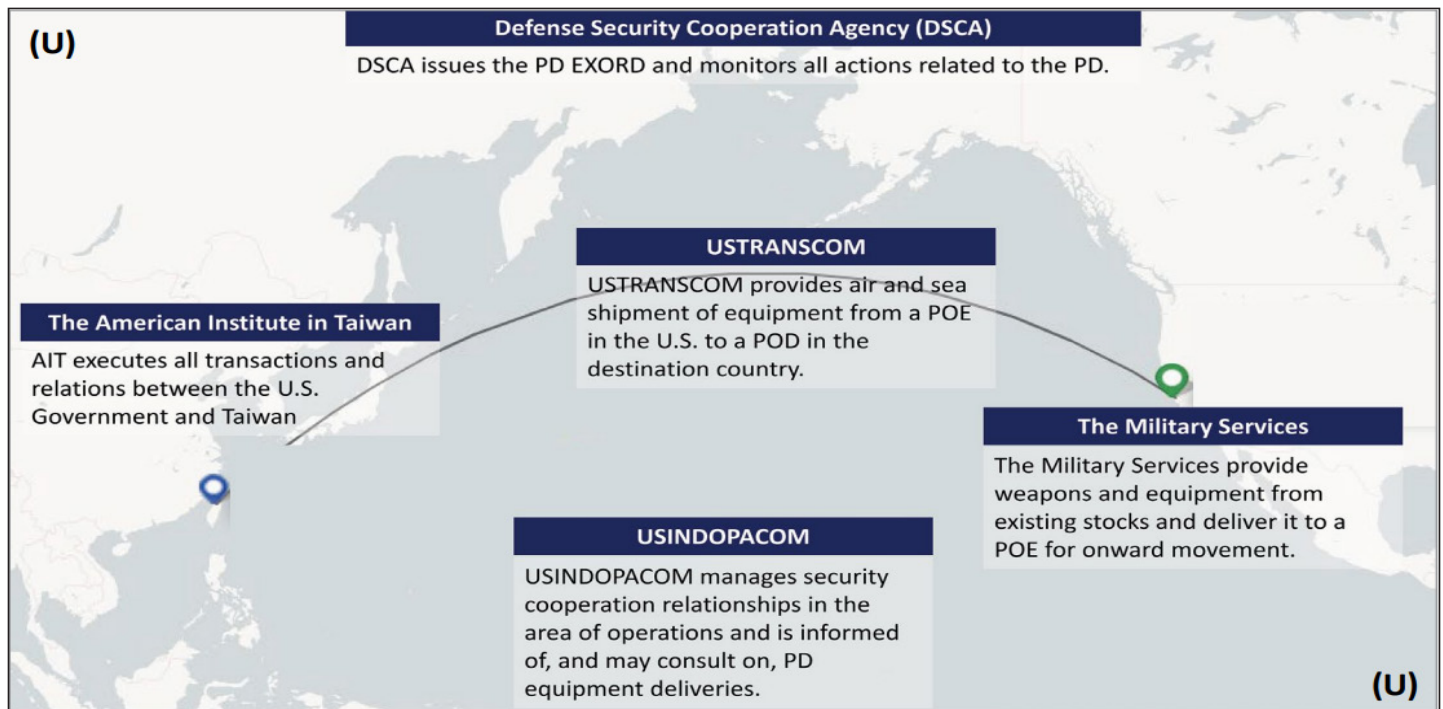 (U)
Defense Security Cooperation Agency (DSCA)
DSCA issues the PD EXORD and monitors all actions related to the PD.
USTRANSCOM
USTRANSCOM provides air and sea
shipment of equipment from a POE
in the U.S. to a POD in the
destination country.
The American Institute in Taiwan
AIT executes all transactions and
relations between the U.S.
Government and Taiwan
The Military Services
The Military Services provide
weapons and equipment from
existing stocks and deliver it to a
POE for onward movement.
USINDOPACOM
USINDOPACOM manages security
cooperation relationships in the
area of operations and is informed
of, and may consult on, PD
equipment deliveries.
(U)